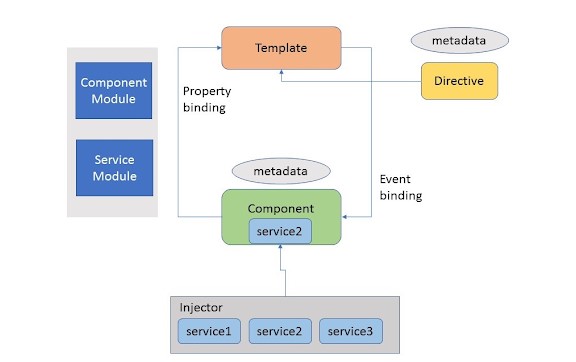 metadata
Template
Directive
Component
Module
Property
binding
Service
Module
metadata
Event
binding
Component
service2
Injector
service1
service2
service3